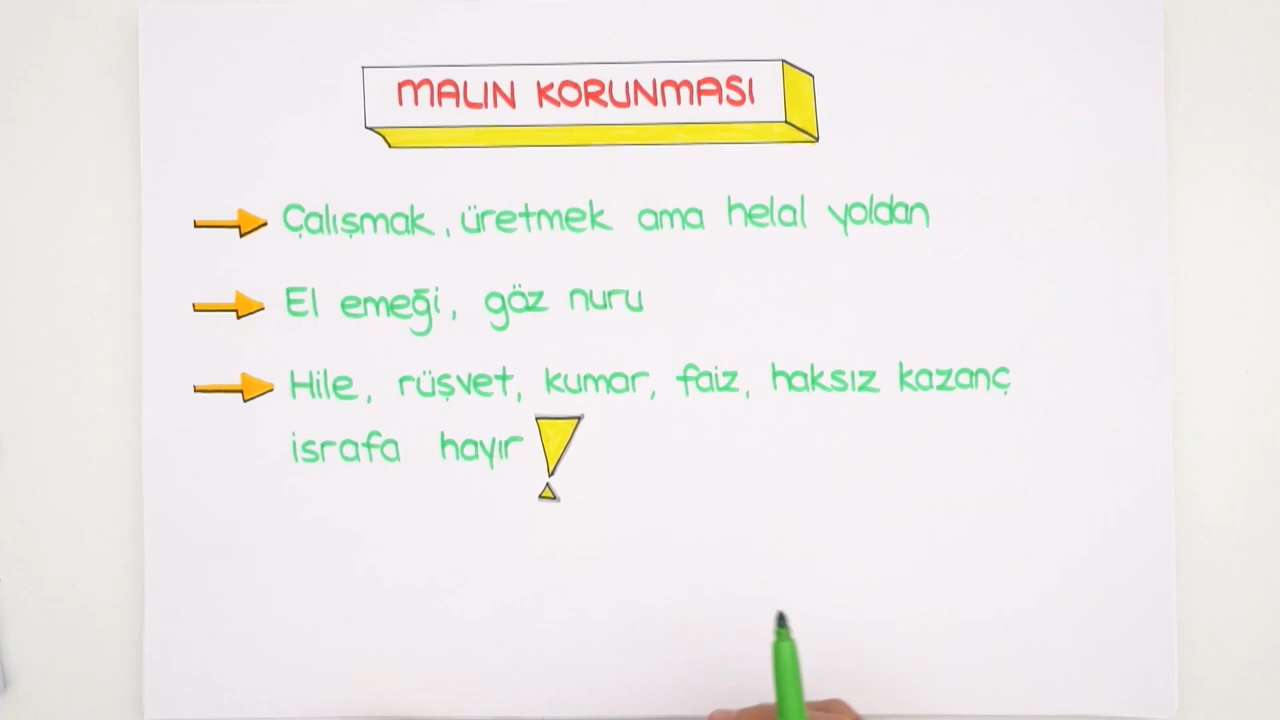 MALIN KORUNMASI
Çalışmak, üretmek ama helal yoldan
El emeği, göz nuru
Hile, rüşvet, kumar, faiz, haksız kazanç
israfa hayır !